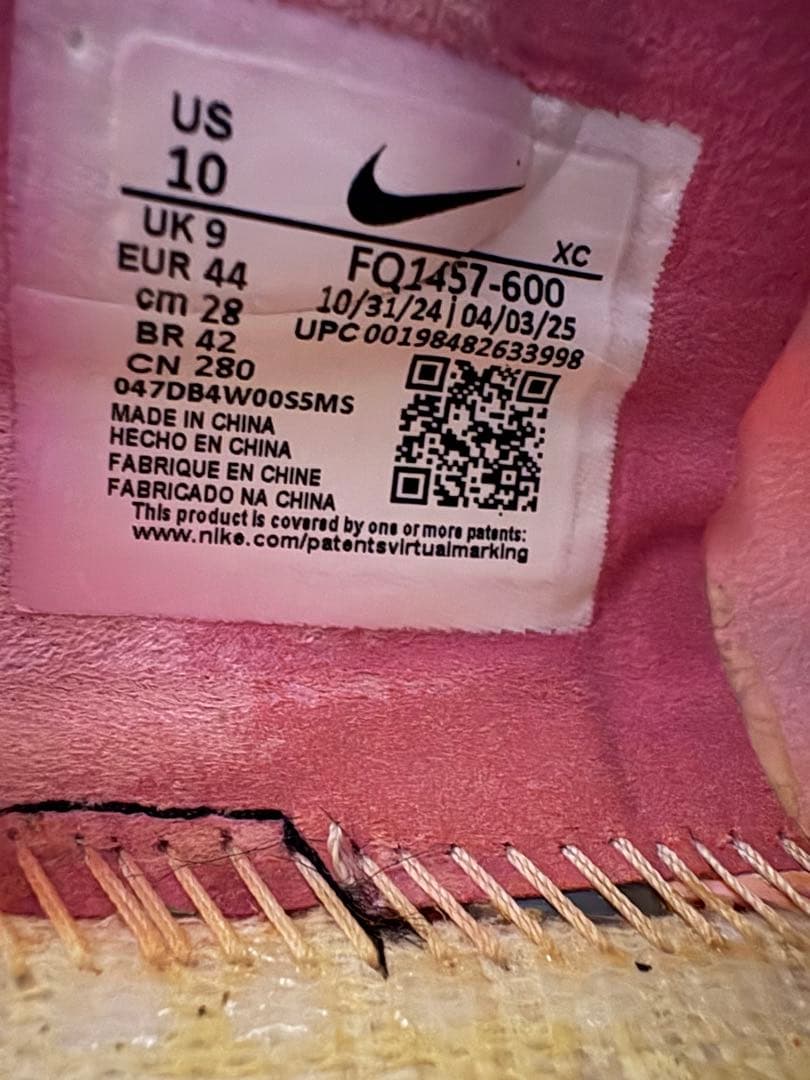 US
10
XC
UK 9
EUR 44
cm 28
BR 42
CN 280
FQ1457-600
10/31/24 | 04/03/25
UPC 00198482633998
047DB4W00S5MS
MADE IN CHINA
HECHO EN CHINA
FABRIQUE EN CHINE
FABRICADO NA CHINA
This product is covered by one or more patents:
www.nike.com/patentsvirtualmarking